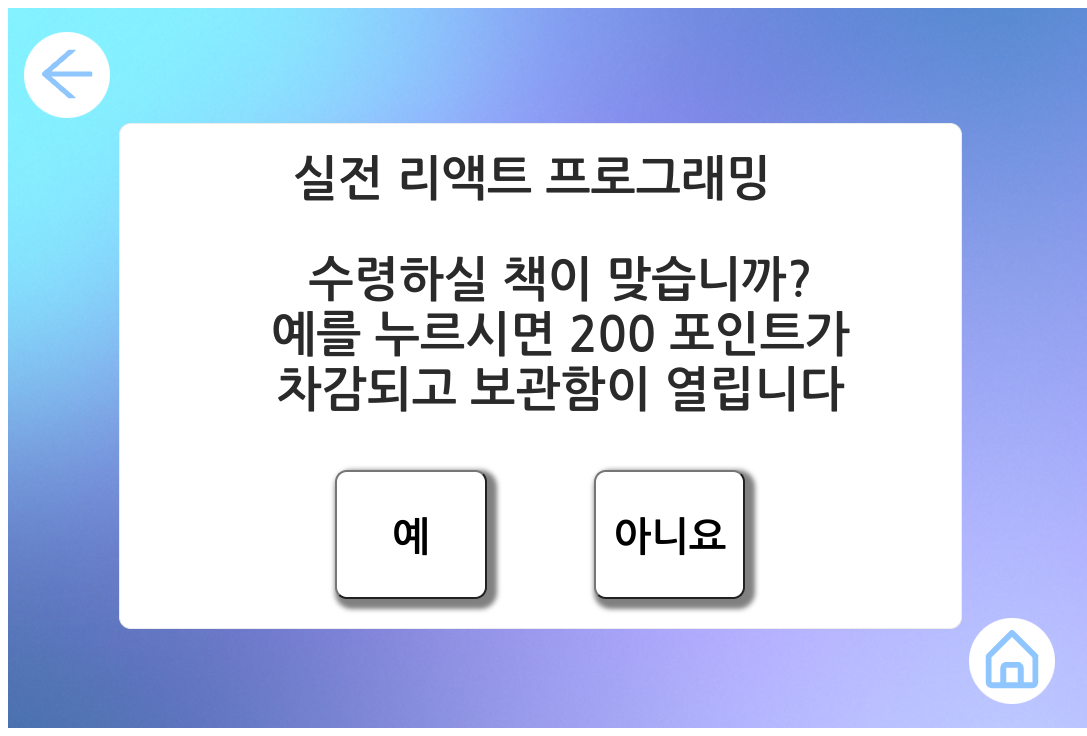 실전 리액트 프로그래밍
수령하실 책이 맞습니까?
예를 누르시면 200 포인트가
차감되고 보관함이 열립니다
예
아니요